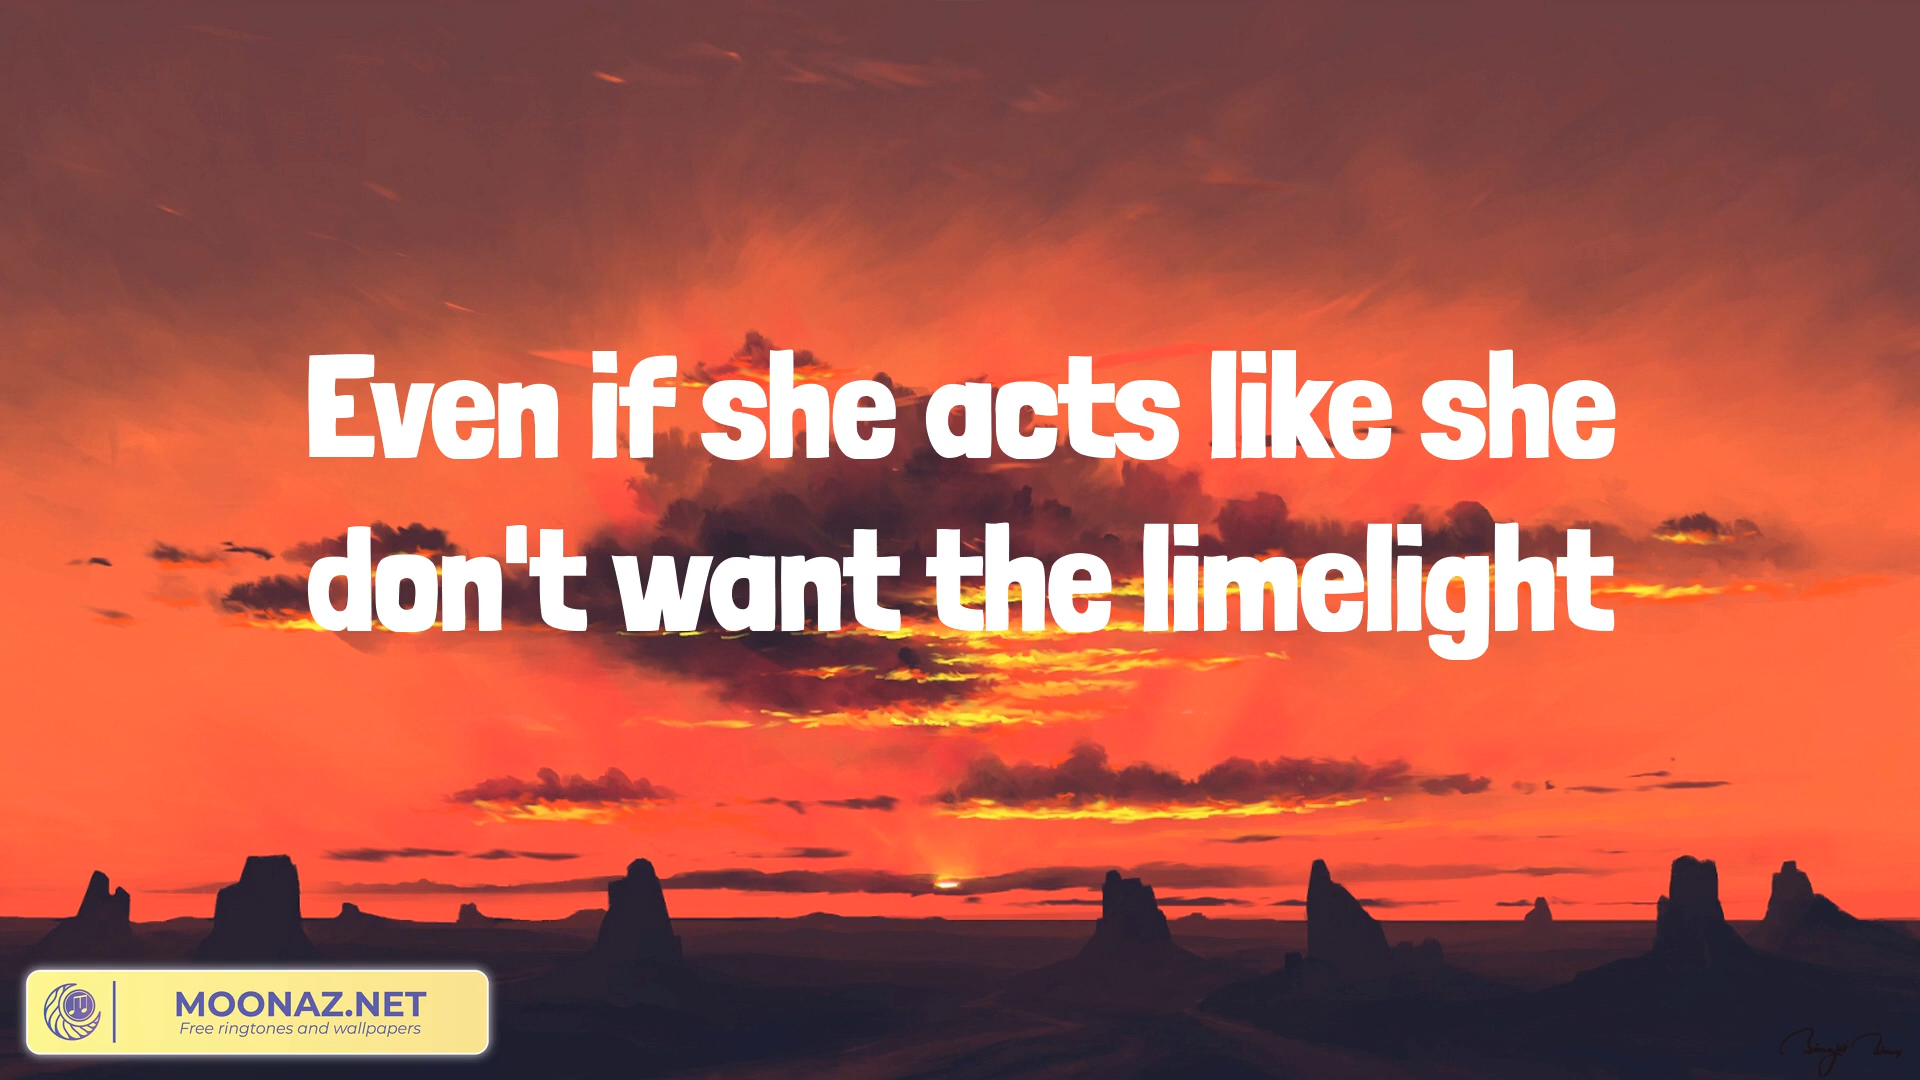 Even if she acts like she
don't want the limelight
MOONAZ.NET
Free ringtones and wallpapers